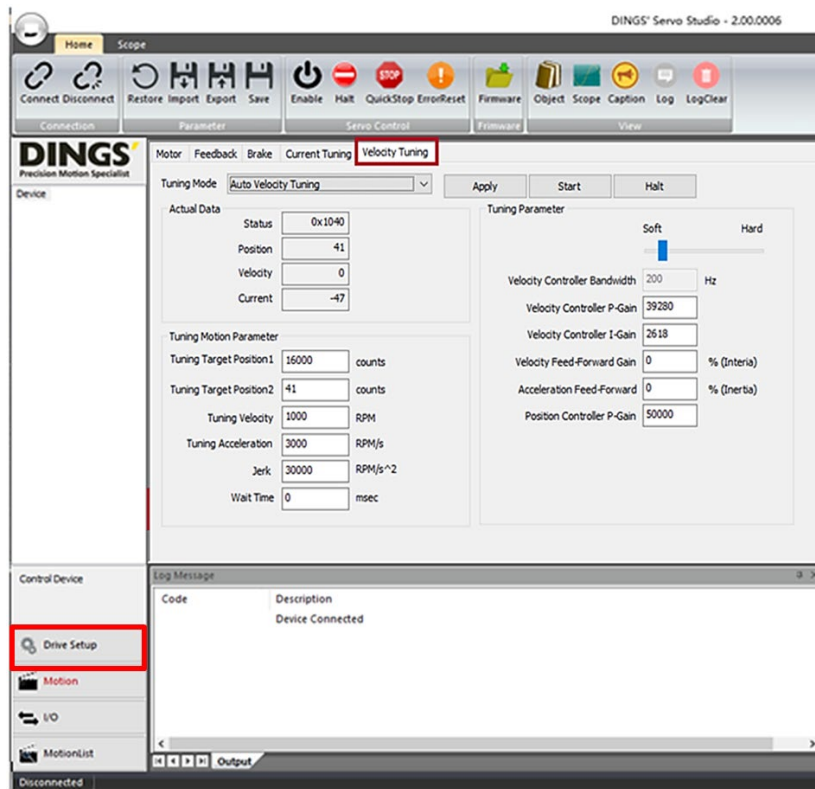 DINGS' Servo Studio - 2.00.0006
Home Scope
Connect Disconnect Restore Import Export Save Enable Halt QuickStop ErrorReset Firmware Object Scope Caption Log LogClear
STOP
Connection Parameter Servo Control Firmware View
DINGS'
Precision Motion Specialist
Device
Motor Feedback Brake Current Tuning Velocity Tuning
Tuning Mode Auto Velocity Tuning Apply Start Halt
Actual Data
Status 0x1040
Position 41
Velocity 0
Current -47
Tuning Motion Parameter
Tuning Target Position1 16000 counts
Tuning Target Position2 41 counts
Tuning Velocity 1000 RPM
Tuning Acceleration 3000 RPM/s
Jerk 30000 RPM/s^2
Wait Time 0 msec
Tuning Parameter
Soft Hard
Velocity Controller Bandwidth 200 Hz
Velocity Controller P-Gain 39280
Velocity Controller I-Gain 2618
Velocity Feed-Forward Gain 0 % (Interia)
Acceleration Feed-Forward 0 % (Inertia)
Position Controller P-Gain 50000
Control Device
Drive Setup
Motion
I/O
MotionList
Log Message
Code Description
Device Connected
Output
Disconnected